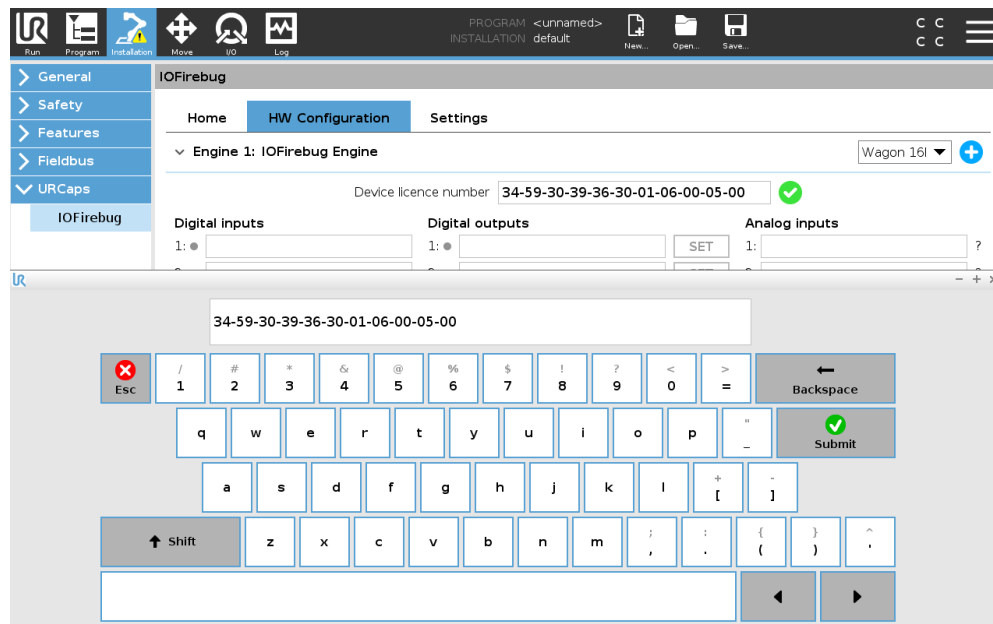 PROGRAM <unnamed>
INSTALLATION default
Run Program Installation Move I/O Log New... Open... Save...
C C
C C
General
Safety
Features
Fieldbus
URCaps
IOFirebug
IOFirebug
Home HW Configuration Settings
Engine 1: IOFirebug Engine
Wagon 16I
Device licence number 34-59-30-39-36-30-01-06-00-05-00
Digital inputs Digital outputs Analog inputs
1: 1: SET 1: ?
34-59-30-39-36-30-01-06-00-05-00
Esc / 1 # 2 * 3 & 4 @ 5 % 6 $ 7 ! 8 ? 9 < 0 > = Backspace
q w e r t y u i o p " _ Submit
a s d f g h j k l + [ - ]
Shift z x c v b n m ; , : . { ( } ) ^ '